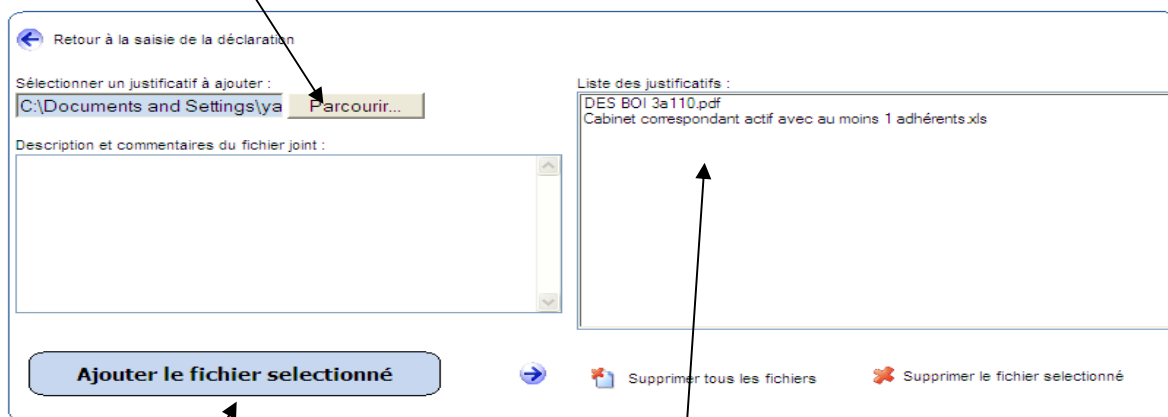 Retour à la saisie de la déclaration
Sélectionner un justificatif à ajouter :
C:\Documents and Settings\ya
Parcourir...
Description et commentaires du fichier joint :
Liste des justificatifs :
DES BOI 3a110.pdf
Cabinet correspondant actif avec au moins 1 adhérents.xls
Ajouter le fichier selectionné
Supprimer tous les fichiers
Supprimer le fichier selectionné